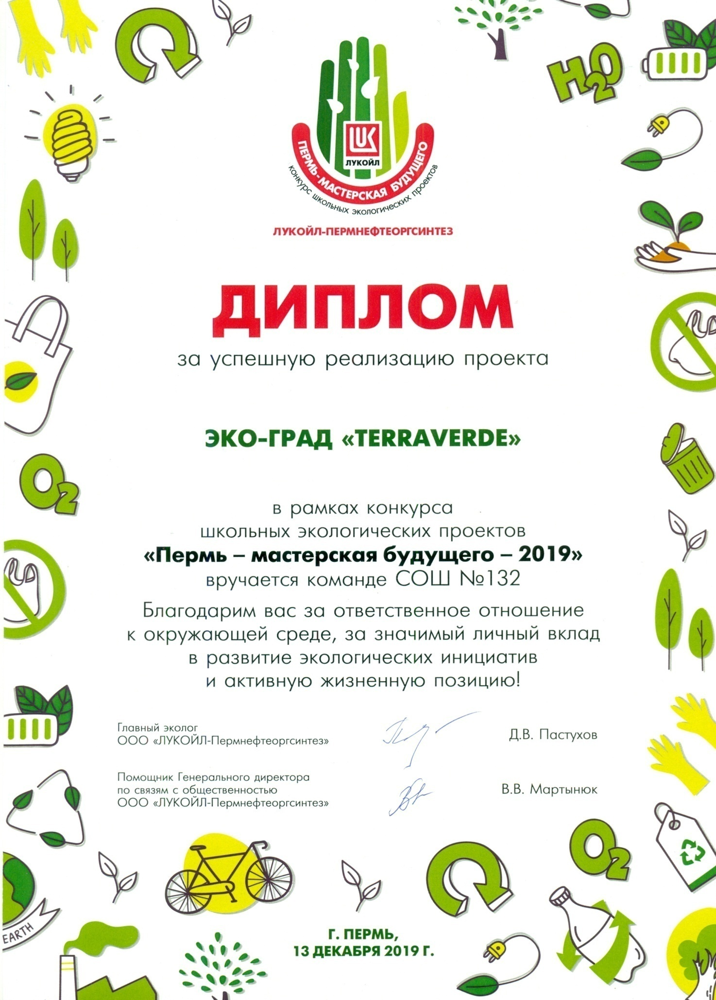 H2O
LUK
ЛУКОЙЛ
ПЕРМЬ-МАСТЕРСКАЯ БУДУЩЕГО
КОНКУРС ШКОЛЬНЫХ ЭКОЛОГИЧЕСКИХ ПРОЕКТОВ
ЛУКОЙЛ-ПЕРМНЕФТЕОРГСИНТЕЗ
ДИПЛОМ
за успешную реализацию проекта
ЭКО-ГРАД «TERRAVERDE»
O2
в рамках конкурса
школьных экологических проектов
«Пермь – мастерская будущего – 2019»
вручается команде СОШ №132
Благодарим вас за ответственное отношение
к окружающей среде, за значимый личный вклад
в развитие экологических инициатив
и активную жизненную позицию!
Главный эколог
ООО «ЛУКОЙЛ-Пермнефтеоргсинтез»
Д.В. Пастухов
Помощник Генерального директора
по связям с общественностью
ООО «ЛУКОЙЛ-Пермнефтеоргсинтез»
В.В. Мартынюк
O2
EARTH
Г. ПЕРМЬ,
13 ДЕКАБРЯ 2019 Г.